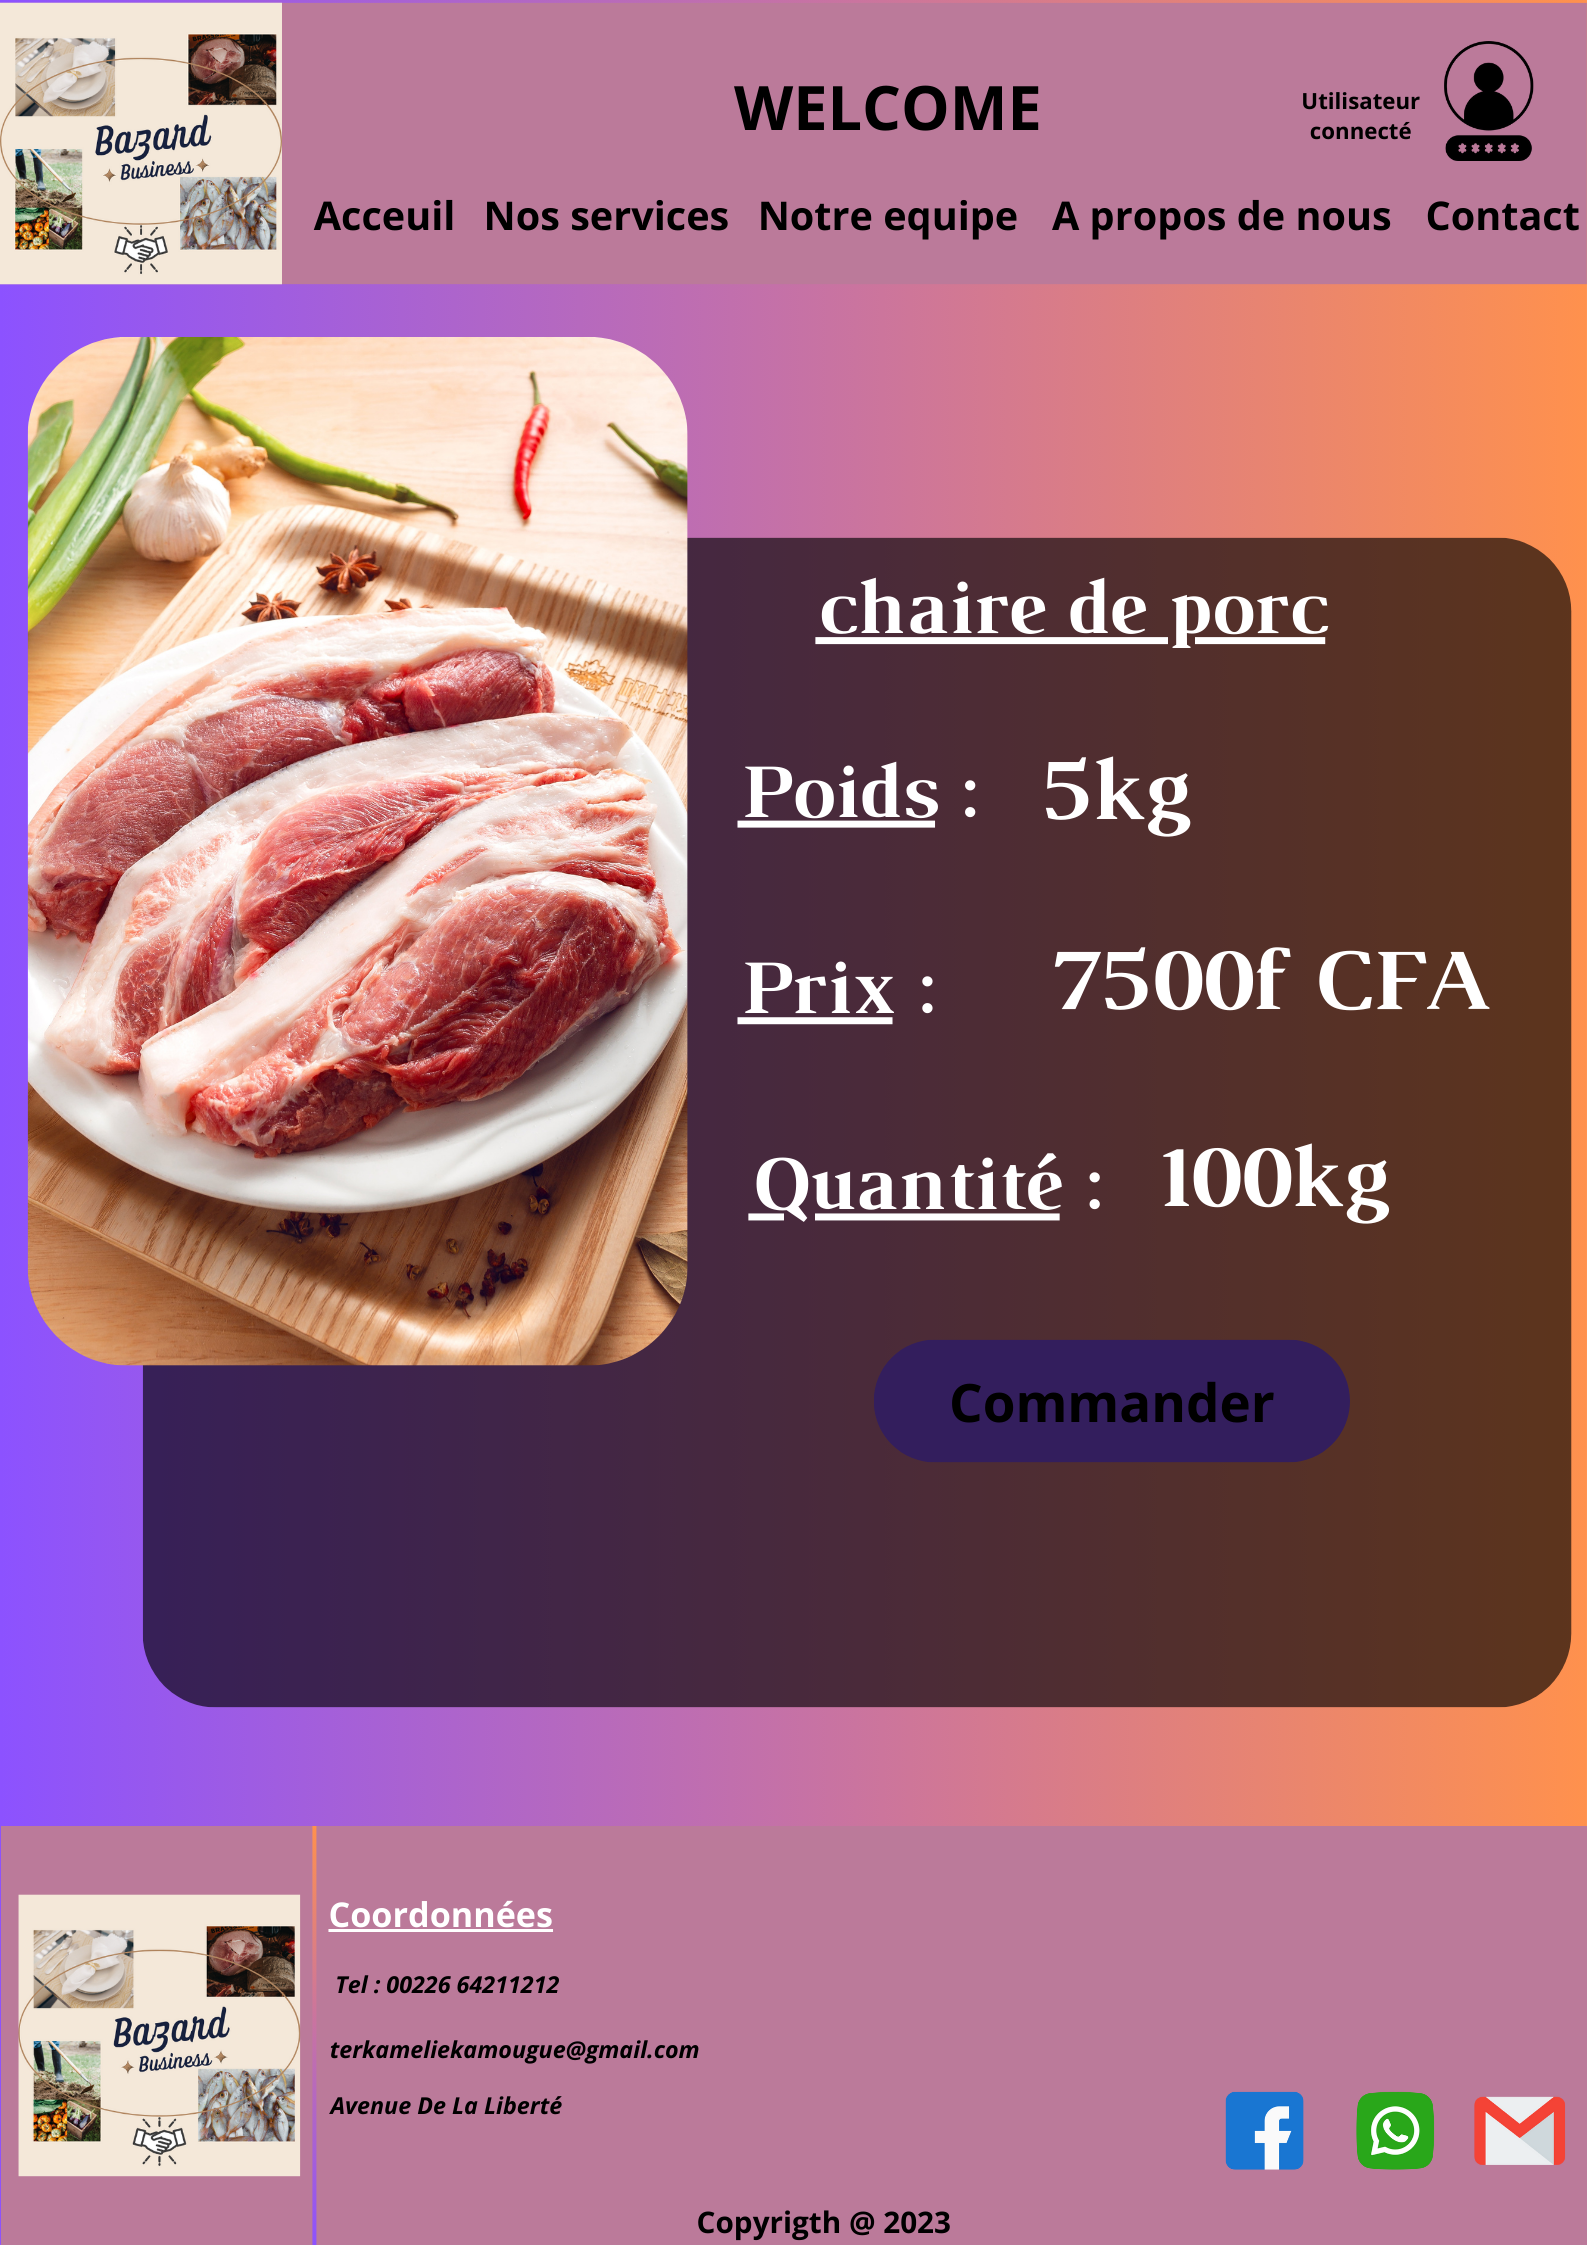 Bazard
Business
WELCOME
Utilisateur
connecté
*****
Acceuil Nos services Notre equipe A propos de nous Contact
chaire de porc
Poids : 5kg
Prix : 7500f CFA
Quantité : 100kg
Commander
Bazard
Business
Coordonnées
Tel : 00226 64211212
terkameliekamougue@gmail.com
Avenue De La Liberté
Copyrigth @ 2023